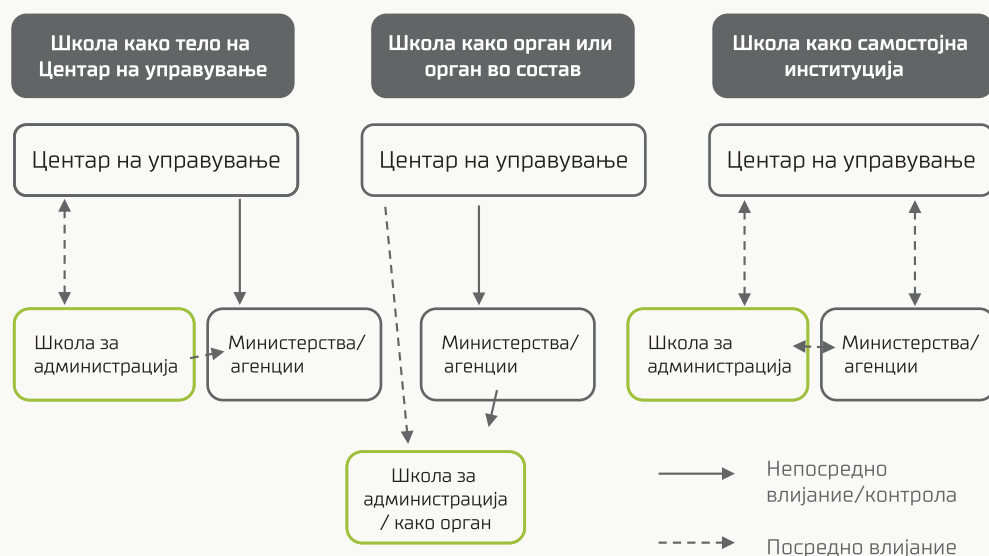 Школа како тело на
Центар на управување
Школа како орган или
орган во состав
Школа како самостојна
институција
Центар на управување
Центар на управување
Центар на управување
Школа за
администрација
Министерства/
агенции
Министерства/
агенции
Школа за
администрација
Министерства/
агенции
Школа за
администрација
/ како орган
Непосредно
влијание/контрола
Посредно влијание